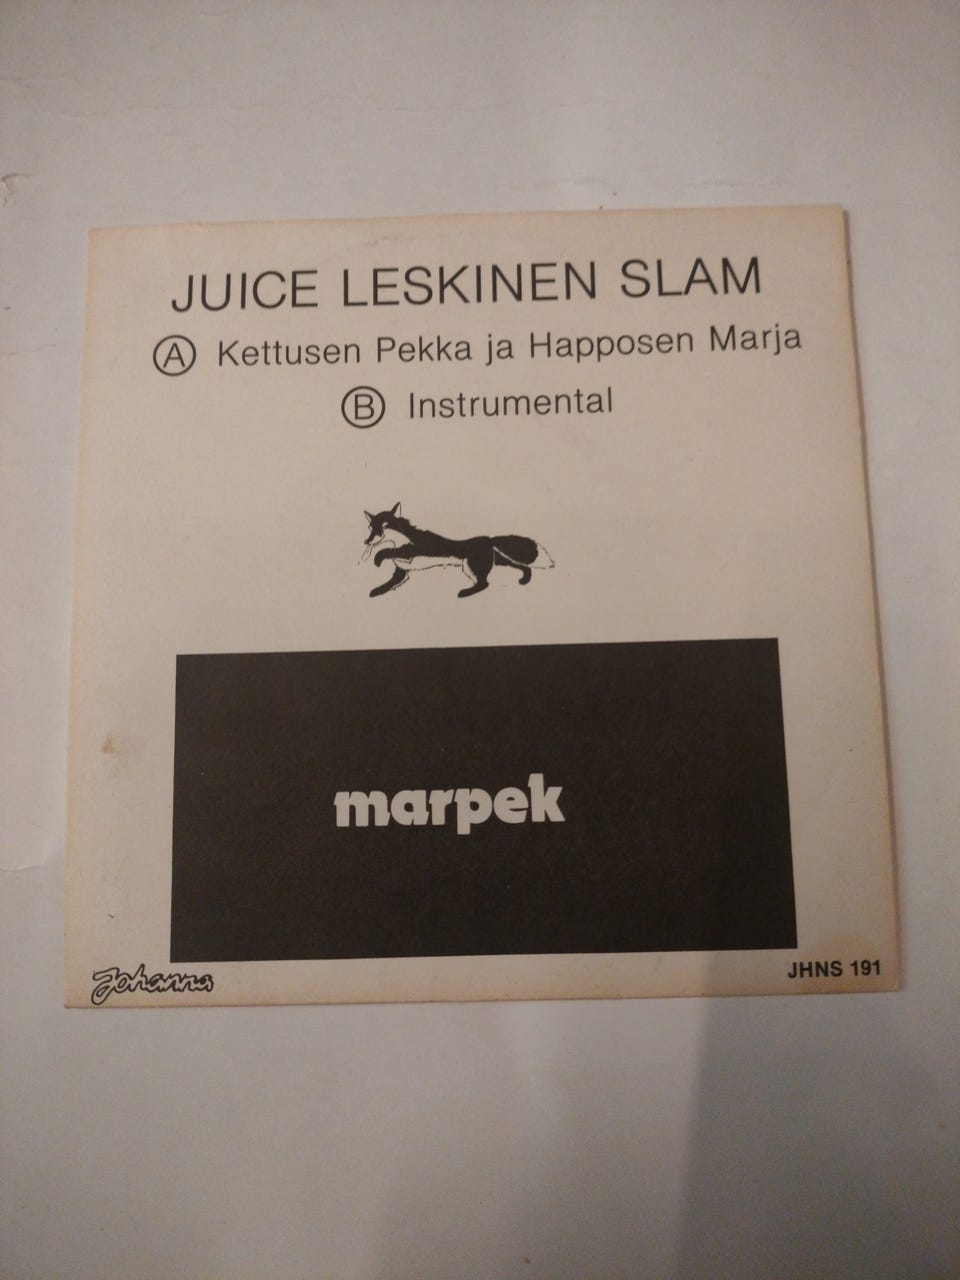 JUICE LESKINEN SLAM
Ⓐ Kettusen Pekka ja Happosen Marja
Ⓑ Instrumental
marpek
Johanna
JHNS 191